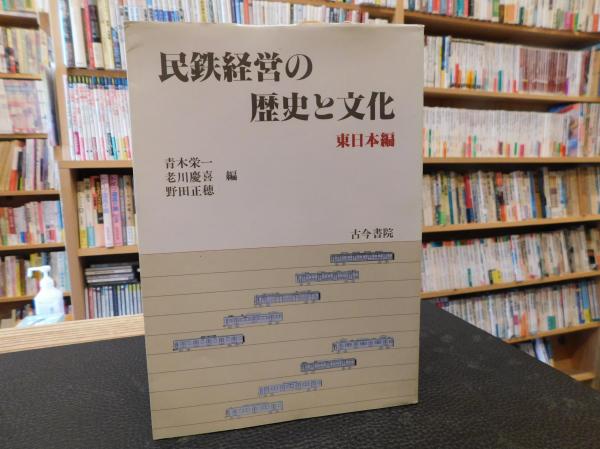 民鉄経営の
歴史と文化
東日本編
青木栄一
老川慶喜 編
野田正穂
古今書院